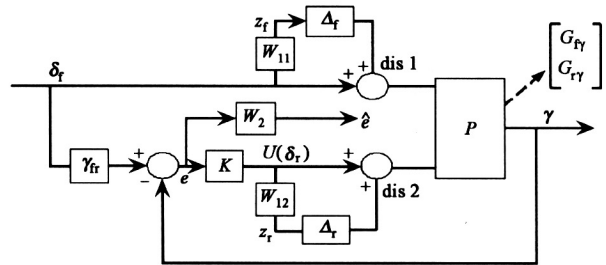 z_f Δ_f
W_11 + + dis 1
δ_f +
G_fγ
G_rγ
W_2 ê P γ
γ_fr + − e K U(δ_r) + + dis 2
W_12
z_r Δ_r